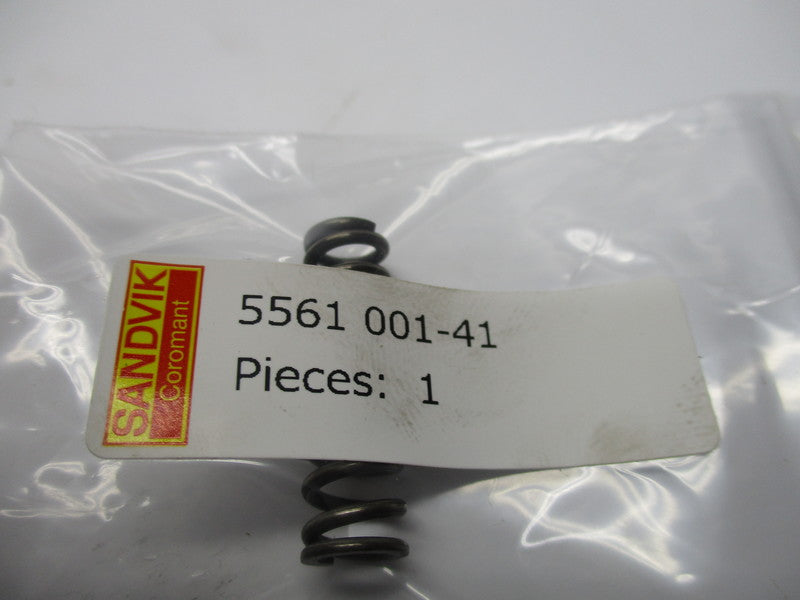 SANDVIK
Coromant
5561 001-41
Pieces: 1